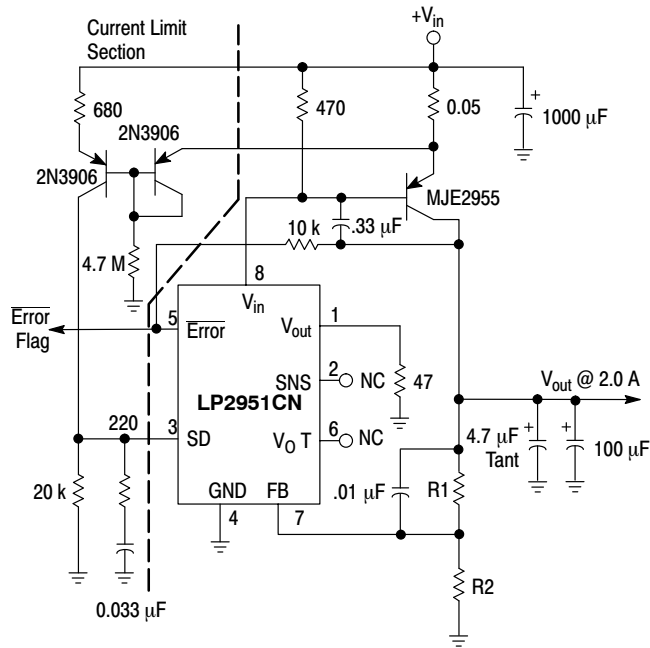 Current Limit
Section
+Vin
680
470
0.05
+
1000 µF
2N3906
2N3906
MJE2955
.33 µF
10 k
4.7 M
8
Vin
Error
Flag
5
Error
Vout
1
SNS
2
NC
47
LP2951CN
Vout @ 2.0 A
220
3
SD
VO T
6
NC
4.7 µF
Tant
+
+
100 µF
20 k
GND
FB
.01 µF
R1
4
7
R2
0.033 µF